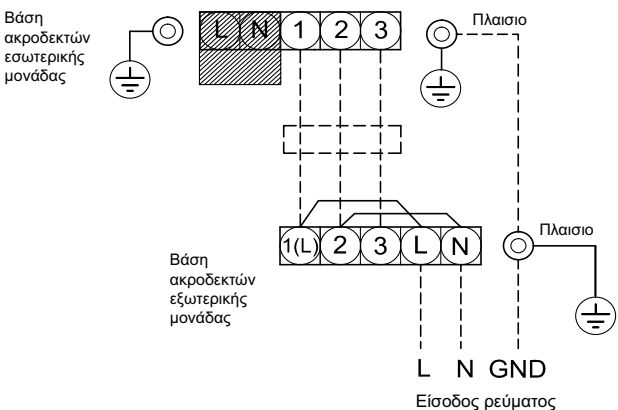 Βάση
ακροδεκτών
εσωτερικής
μονάδας
L N 1 2 3
Πλαισιο
1(L) 2 3 L N
Πλαισιο
Βάση
ακροδεκτών
εξωτερικής
μονάδας
L N GND
Είσοδος ρεύματος